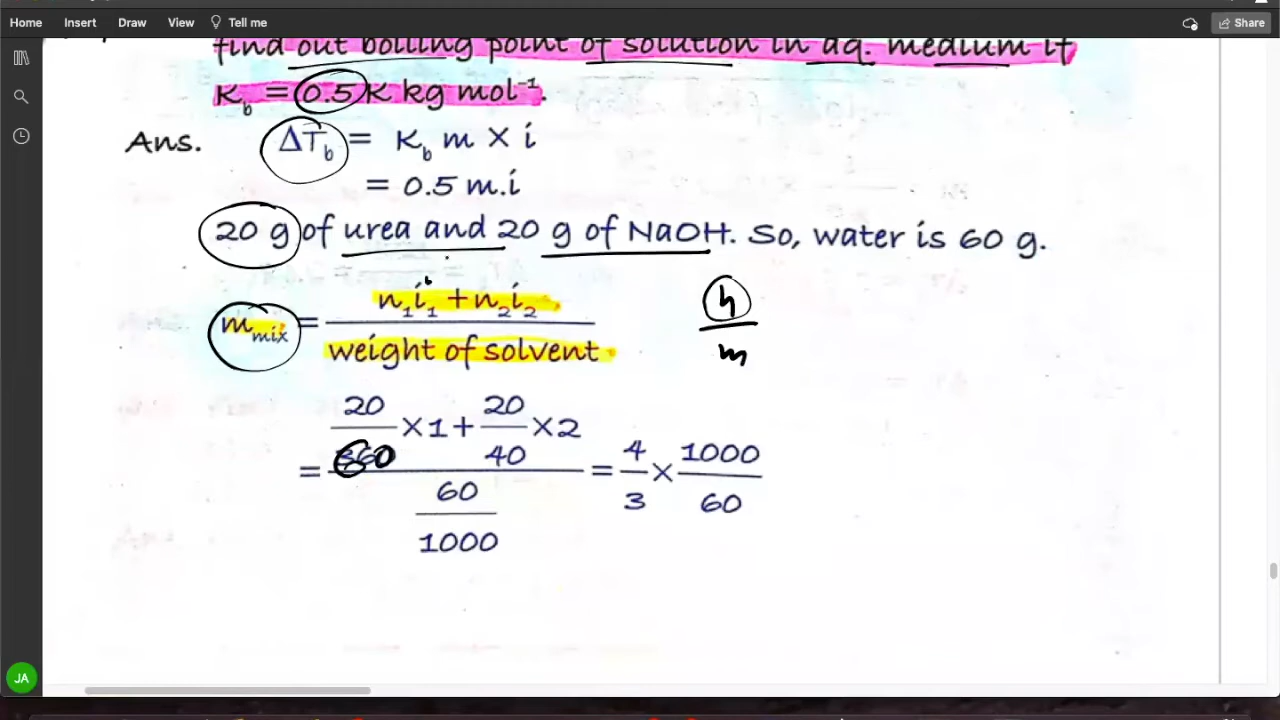 Home Insert Draw View Tell me Share
find out boiling point of solution in aq. medium if
K_b = 0.5 K kg mol⁻¹.
Ans. ΔT_b = K_b m × i
= 0.5 m.i
20 g of urea and 20 g of NaOH. So, water is 60 g.
m_mix = (n₁i₁ + n₂i₂) / weight of solvent
h / m
= (20/60 × 1 + 20/40 × 2) / (60/1000) = 4/3 × 1000/60
JA